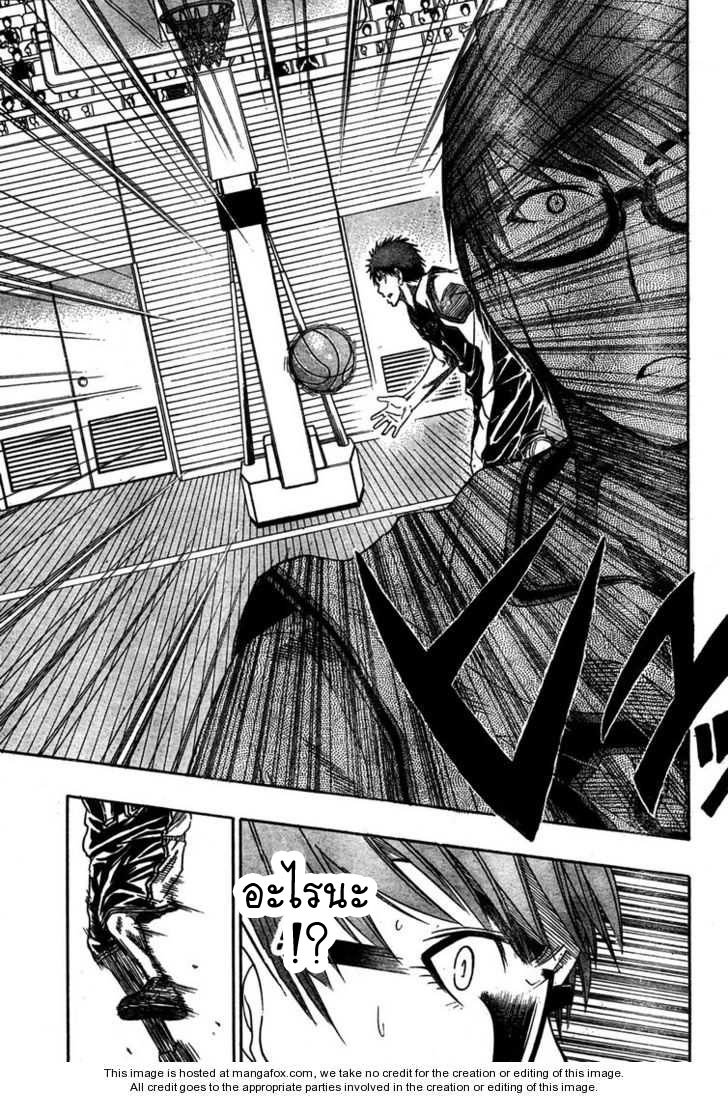 อะไรนะ
!?
This image is hosted at mangafox.com, we take no credit for the creation or editing of this image.
All credit goes to the appropriate parties involved in the creation or editing of this image.